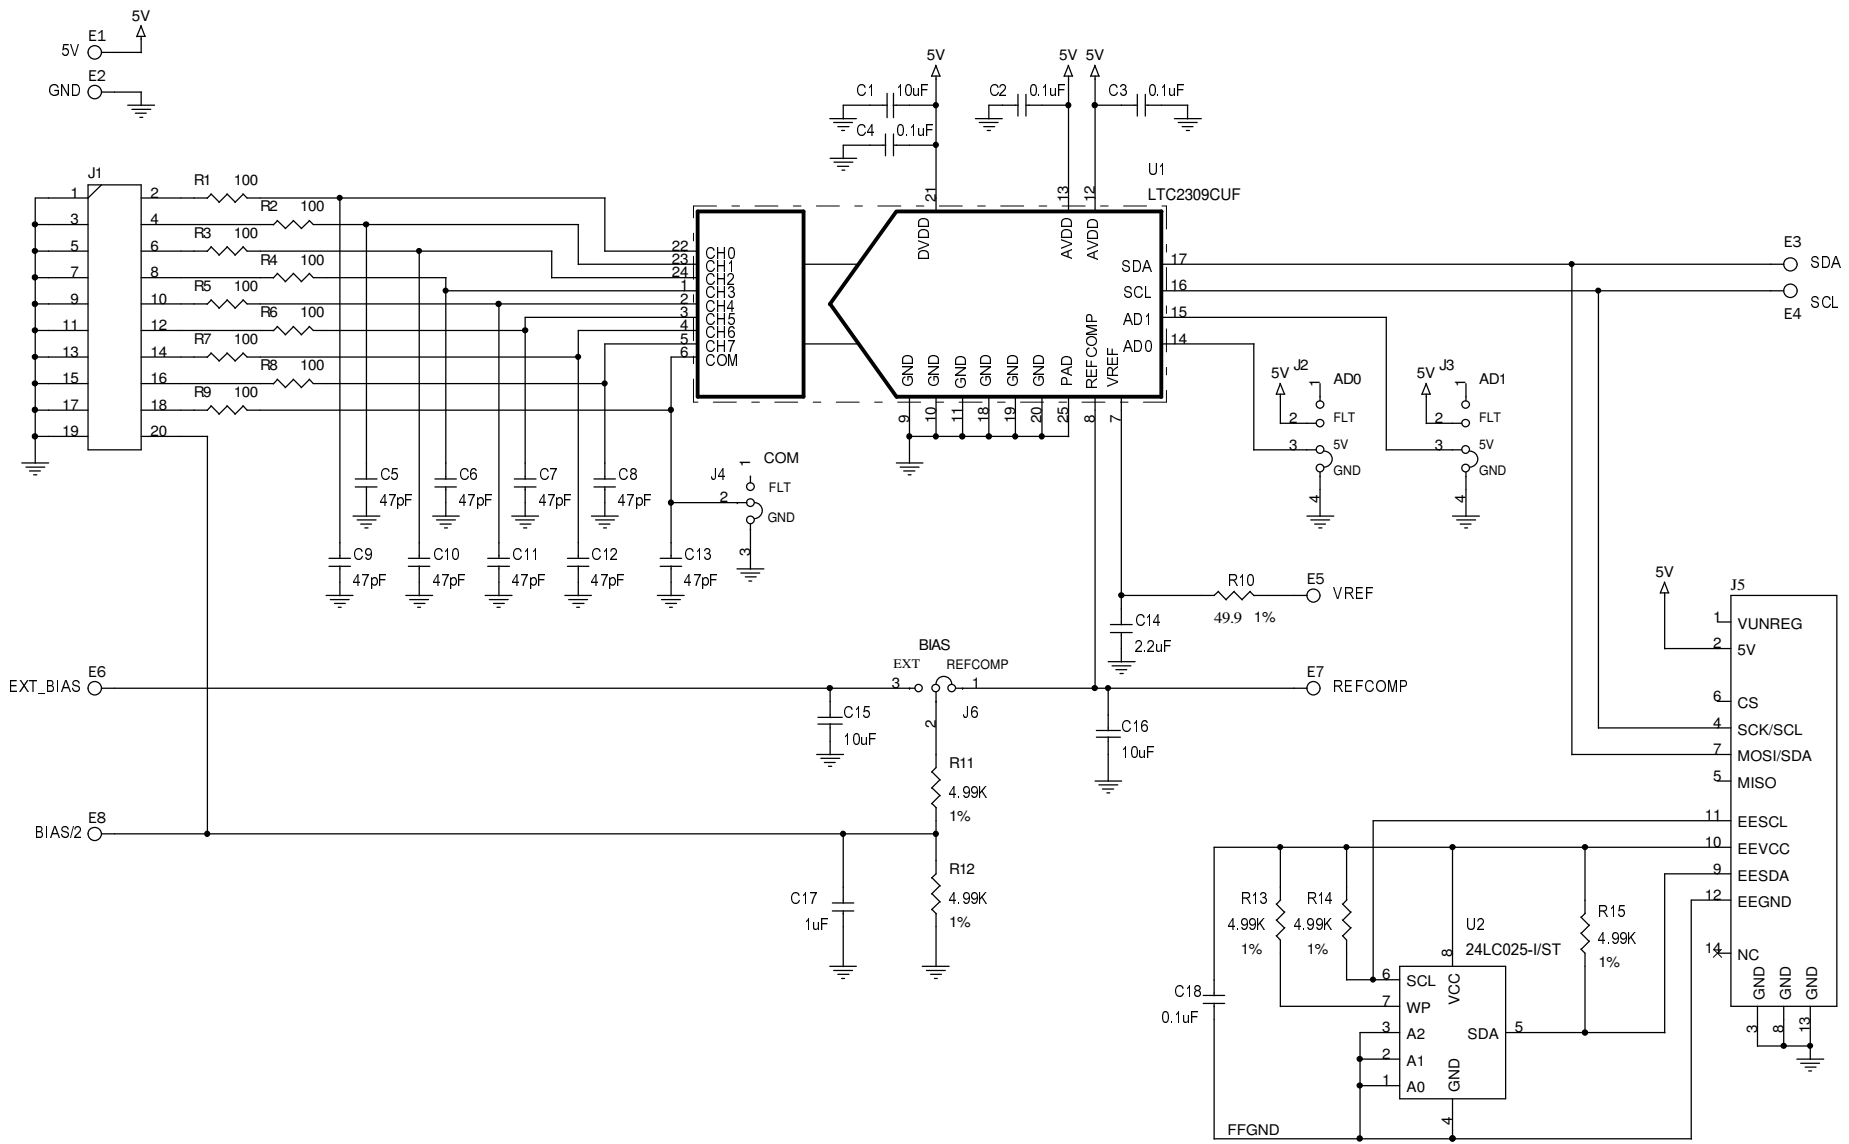 5V
E1
5V
E2
GND
5V
5V 5V
C1 10uF
C2 0.1uF
C3 0.1uF
C4 0.1uF
U1
LTC2309CUF
J1
1 2 R1 100
3 4 R2 100
5 6 R3 100
7 8 R4 100
9 10 R5 100
11 12 R6 100
13 14 R7 100
15 16 R8 100
17 18 R9 100
19 20
22 CH0
23 CH1
24 CH2
1 CH3
2 CH4
3 CH5
4 CH6
5 CH7
6 COM
21 13 12
DVDD AVDD AVDD
SDA 17
SCL 16
AD1 15
AD0 14
GND GND GND GND GND GND PAD REFCOMP VREF
9 10 11 18 19 20 25 8 7
E3
SDA
SCL
E4
5V J2 1 AD0
2 FLT
3 5V
GND
4
5V J3 1 AD1
2 FLT
3 5V
GND
4
C5
47pF
C6
47pF
C7
47pF
C8
47pF
J4 1 COM
FLT
2
GND
3
C9
47pF
C10
47pF
C11
47pF
C12
47pF
C13
47pF
R10
49.9 1%
E5
VREF
C14
2.2uF
E6
EXT_BIAS
BIAS
EXT REFCOMP
3 1
2 J6
E7
REFCOMP
C15
10uF
C16
10uF
R11
4.99K
1%
E8
BIAS/2
R12
4.99K
1%
C17
1uF
5V
J5
1 VUNREG
2 5V
6 CS
4 SCK/SCL
7 MOSI/SDA
5 MISO
11 EESCL
10 EEVCC
9 EESDA
12 EEGND
14 NC
GND GND GND
3 8 13
R13
4.99K
1%
R14
4.99K
1%
R15
4.99K
1%
U2
24LC025-I/ST
C18
0.1uF
8
VCC
6 SCL
7 WP
3 A2
2 A1
1 A0
SDA 5
GND
4
FFGND